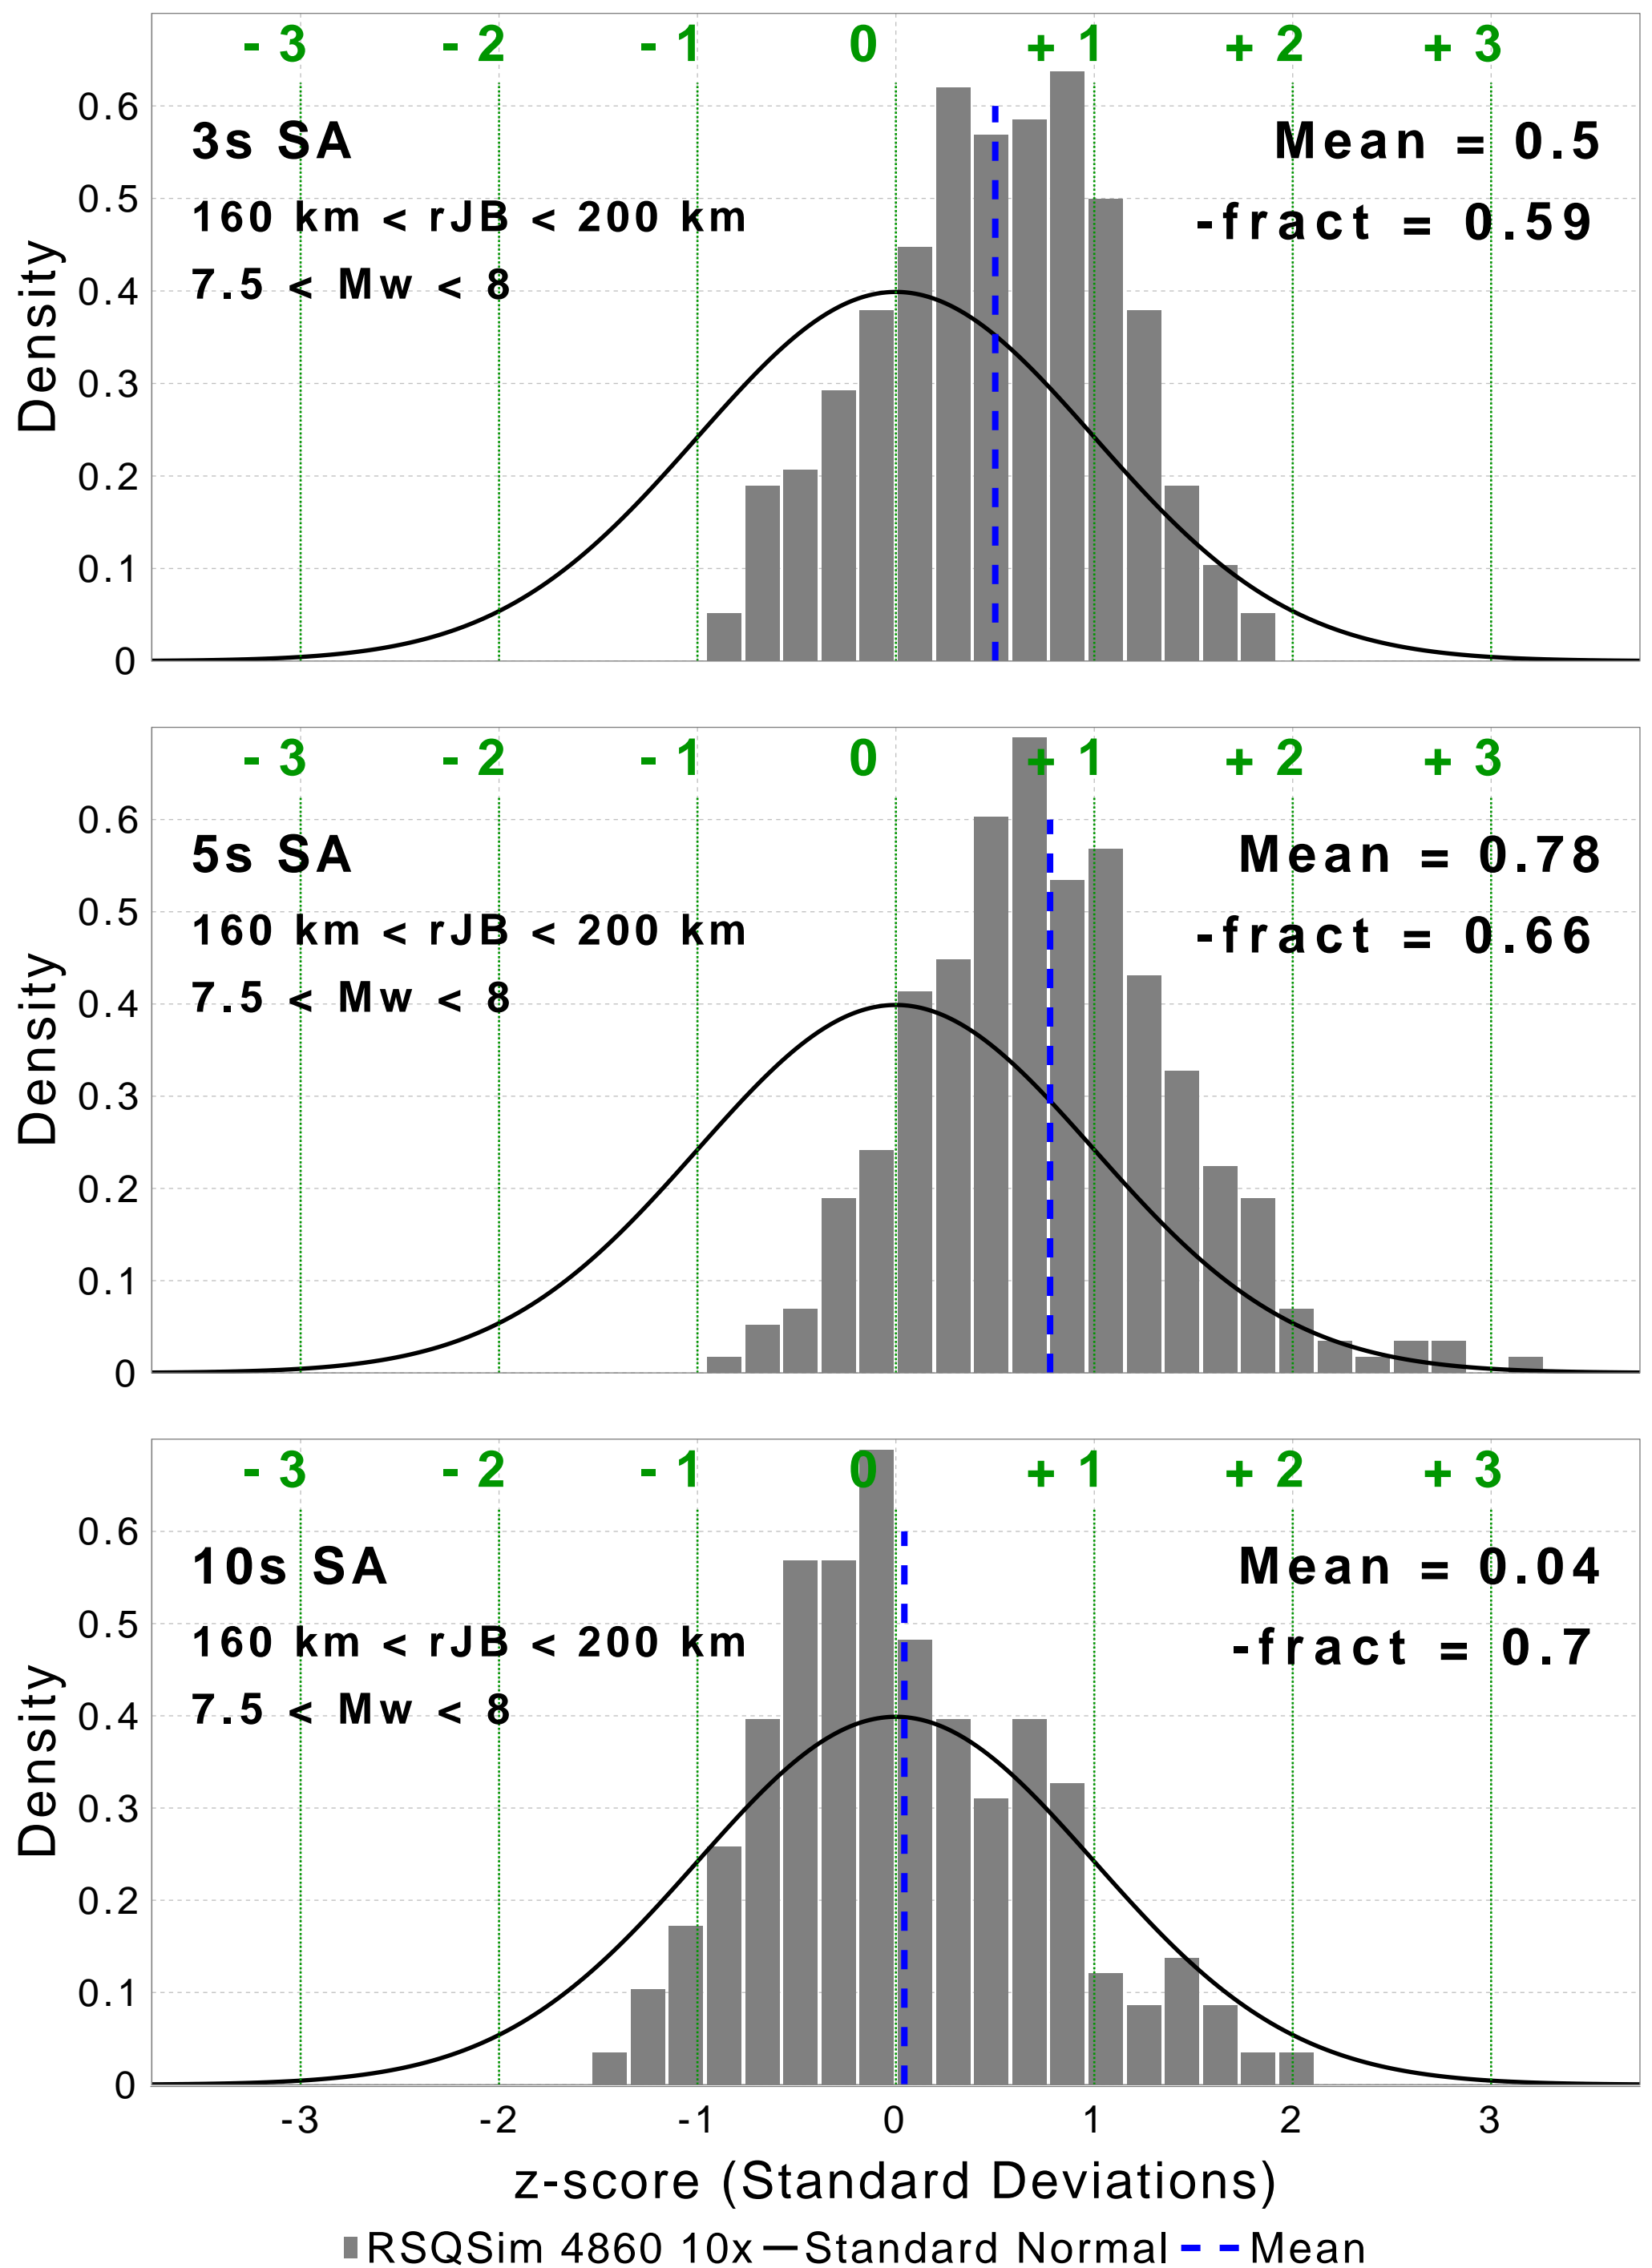 - 3 - 2 - 1 0 + 1 + 2 + 3
0.6
0.5
0.4
0.3
0.2
0.1
0
Density
3s SA
160 km < rJB < 200 km
7.5 < Mw < 8
Mean = 0.5
-fract = 0.59
- 3 - 2 - 1 0 + 1 + 2 + 3
0.6
0.5
0.4
0.3
0.2
0.1
0
Density
5s SA
160 km < rJB < 200 km
7.5 < Mw < 8
Mean = 0.78
-fract = 0.66
- 3 - 2 - 1 0 + 1 + 2 + 3
0.6
0.5
0.4
0.3
0.2
0.1
0
Density
10s SA
160 km < rJB < 200 km
7.5 < Mw < 8
Mean = 0.04
-fract = 0.7
-3 -2 -1 0 1 2 3
z-score (Standard Deviations)
RSQSim 4860 10x Standard Normal Mean